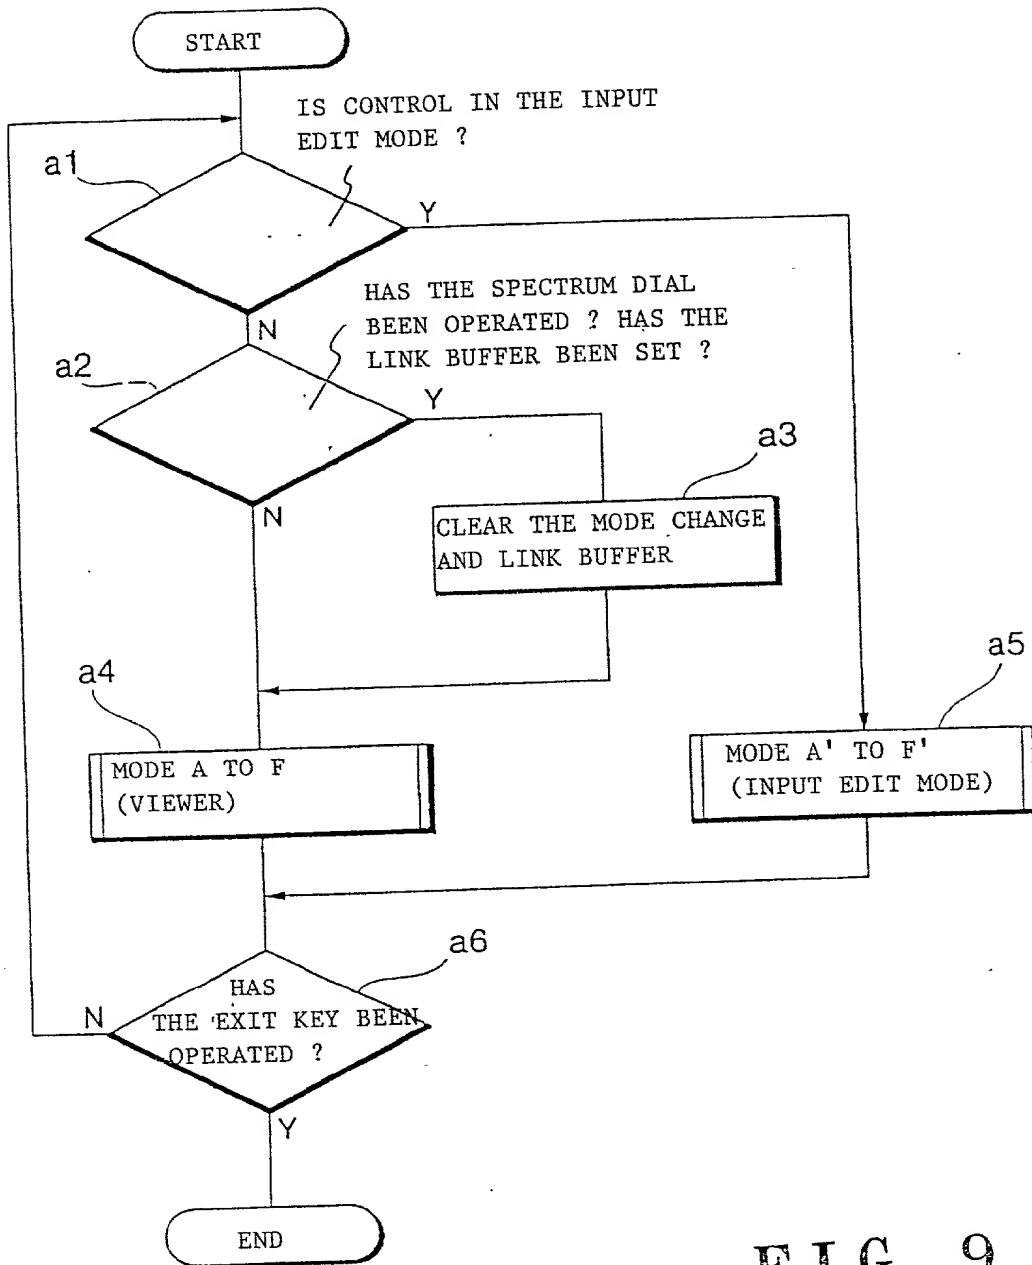 START
IS CONTROL IN THE INPUT
EDIT MODE ?
a1
Y
HAS THE SPECTRUM DIAL
BEEN OPERATED ? HAS THE
LINK BUFFER BEEN SET ?
N
a2
Y
a3
CLEAR THE MODE CHANGE
AND LINK BUFFER
N
a4
a5
MODE A TO F
(VIEWER)
MODE A' TO F'
(INPUT EDIT MODE)
a6
N
HAS
THE EXIT KEY BEEN
OPERATED ?
Y
END
FIG. 9